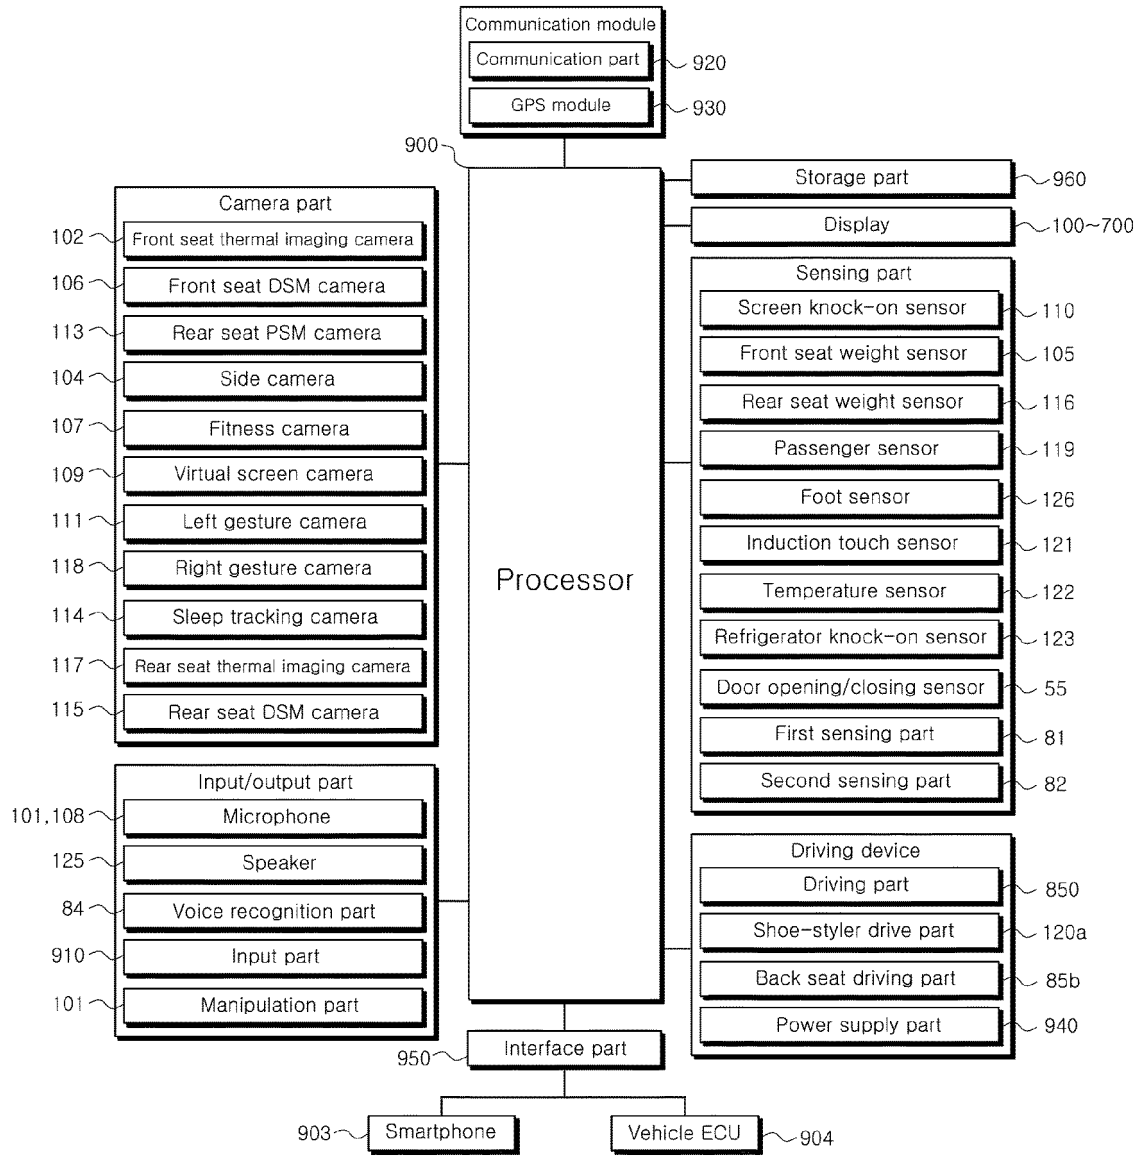 Communication module
Communication part
920
GPS module
930
900
Processor
Camera part
102
Front seat thermal imaging camera
106
Front seat DSM camera
113
Rear seat PSM camera
104
Side camera
107
Fitness camera
109
Virtual screen camera
111
Left gesture camera
118
Right gesture camera
114
Sleep tracking camera
117
Rear seat thermal imaging camera
115
Rear seat DSM camera
Input/output part
101,108
Microphone
125
Speaker
84
Voice recognition part
910
Input part
101
Manipulation part
Storage part
960
Display
100~700
Sensing part
Screen knock-on sensor
110
Front seat weight sensor
105
Rear seat weight sensor
116
Passenger sensor
119
Foot sensor
126
Induction touch sensor
121
Temperature sensor
122
Refrigerator knock-on sensor
123
Door opening/closing sensor
55
First sensing part
81
Second sensing part
82
Driving device
Driving part
850
Shoe-styler drive part
120a
Back seat driving part
85b
Power supply part
940
950
Interface part
903
Smartphone
Vehicle ECU
904